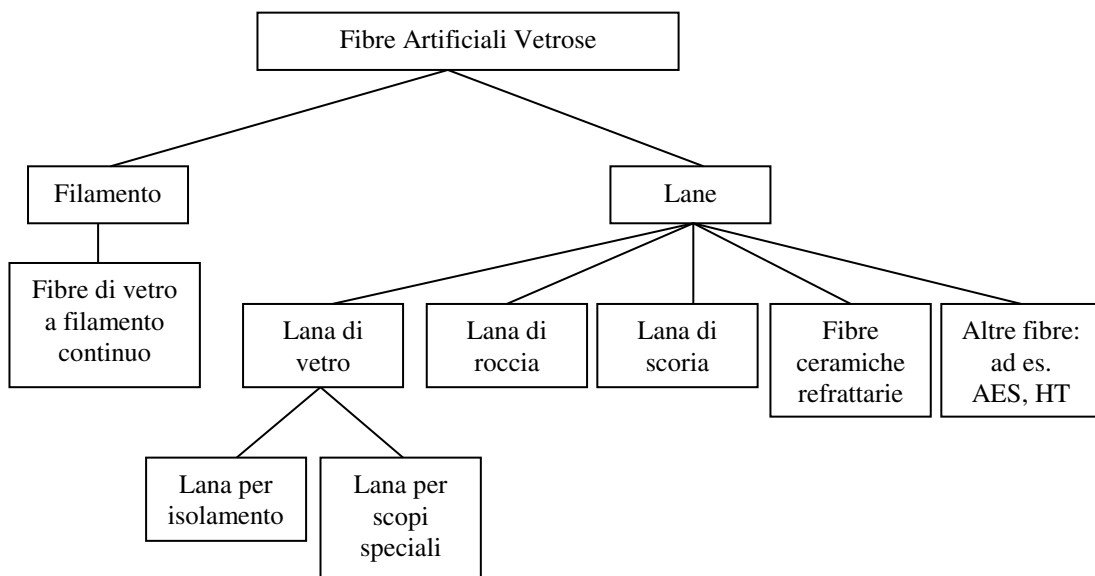 Fibre Artificiali Vetrose
Filamento
Lane
Fibre di vetro
a filamento
continuo
Lana di
vetro
Lana di
roccia
Lana di
scoria
Fibre
ceramiche
refrattarie
Altre fibre:
ad es.
AES, HT
Lana per
isolamento
Lana per
scopi
speciali